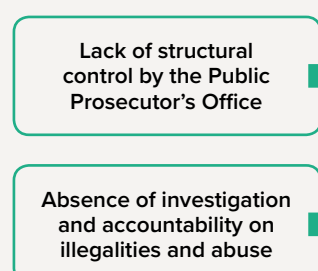 Lack of structural
control by the Public
Prosecutor’s Office
Absence of investigation
and accountability on
illegalities and abuse